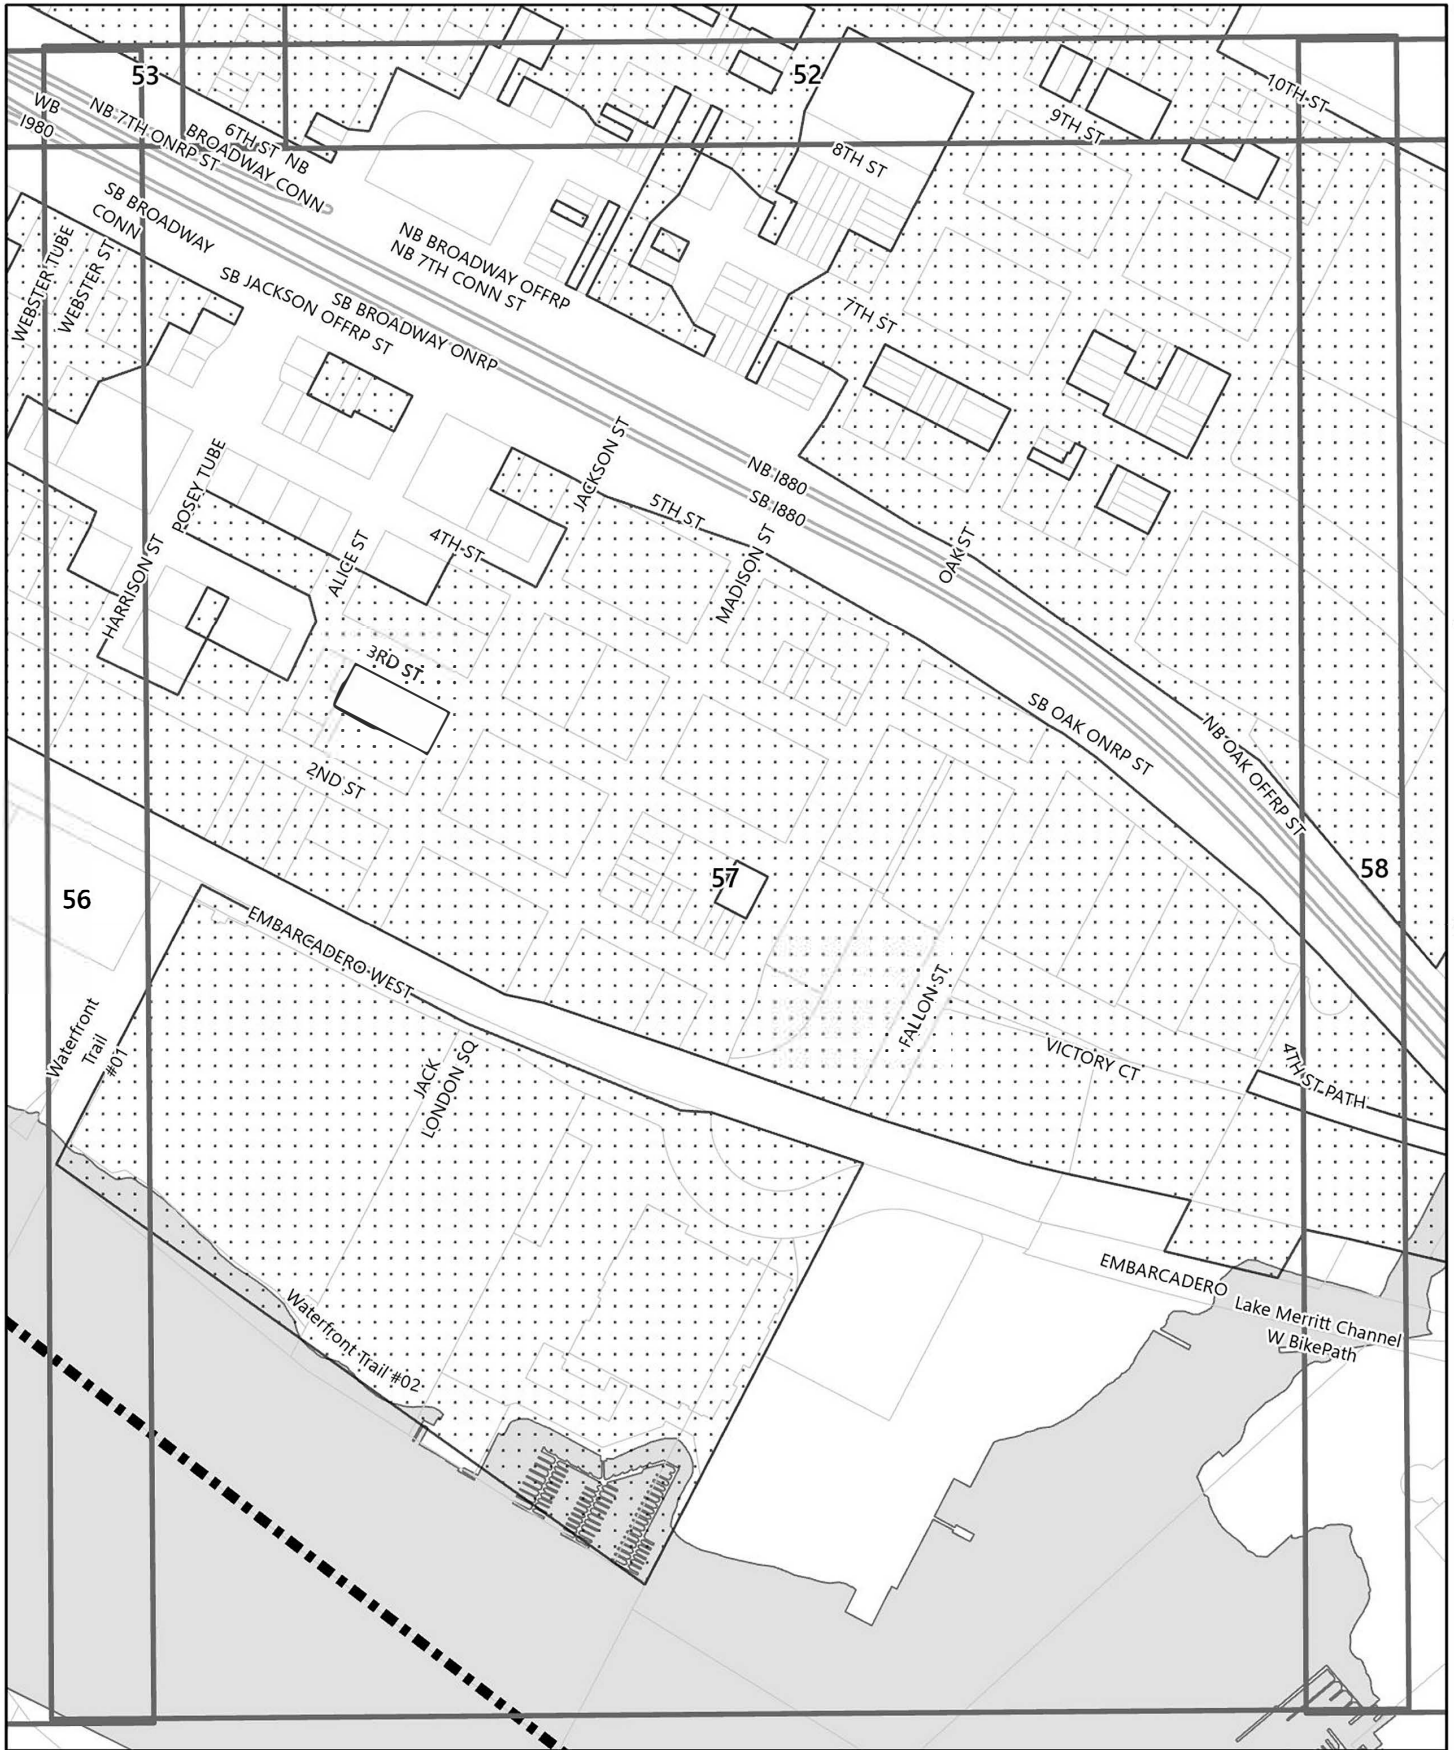 53
52
10TH ST
WB
I980
NB 7TH ONRP ST
6TH ST
NB
BROADWAY CONN
9TH ST
8TH ST
SB BROADWAY
CONN
WEBSTER TUBE
WEBSTER ST
NB BROADWAY OFFRP
NB 7TH CONN ST
SB JACKSON OFFRP ST
SB BROADWAY ONRP
7TH ST
POSEY TUBE
JACKSON ST
NB I880
SB I880
5TH ST
4TH ST
HARRISON ST
ALICE ST
MADISON ST
OAK ST
3RD ST
SB OAK ONRP ST
NB OAK OFFRP ST
2ND ST
57
58
56
EMBARCADERO WEST
FALLON ST
VICTORY CT
4TH ST PATH
Waterfront
Trail
#01
JACK
LONDON SQ
EMBARCADERO
Lake Merritt Channel
W BikePath
Waterfront Trail #02